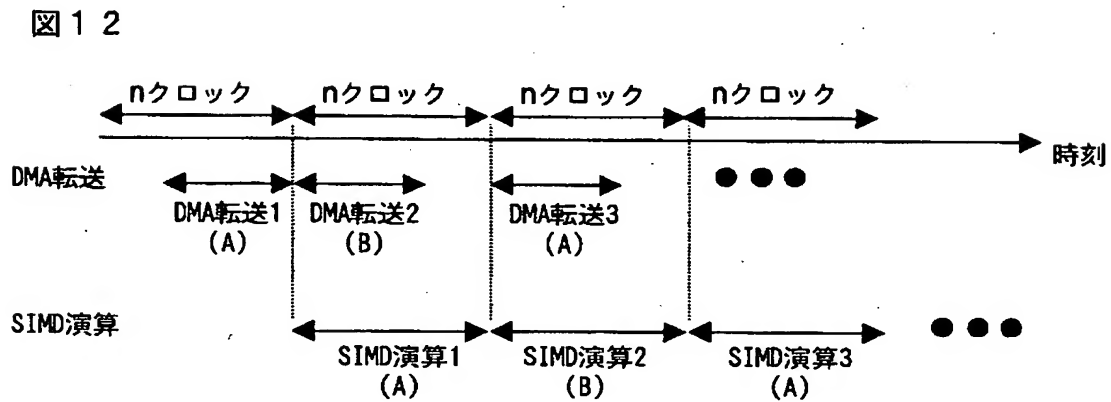 図１２
nクロック nクロック nクロック nクロック
時刻
DMA転送 ●●●
DMA転送1 DMA転送2 DMA転送3
(A) (B) (A)
SIMD演算 ●●●
SIMD演算1 SIMD演算2 SIMD演算3
(A) (B) (A)